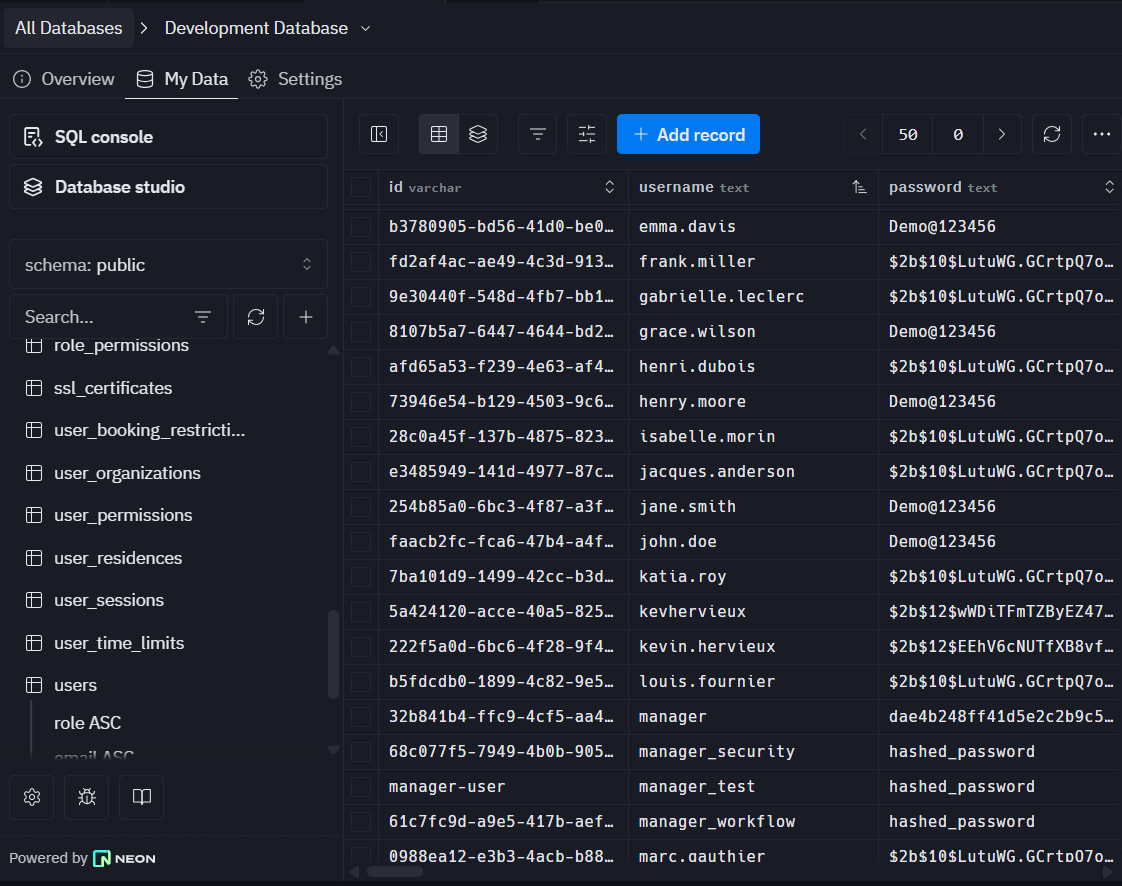 All Databases > Development Database
Overview My Data Settings
SQL console
Database studio
schema: public
Search...
role_permissions
ssl_certificates
user_booking_restricti...
user_organizations
user_permissions
user_residences
user_sessions
user_time_limits
users
role ASC
email ASC
Powered by NEON
+ Add record 50 0
id varchar username text password text
b3780905-bd56-41d0-be0… emma.davis Demo@123456
fd2af4ac-ae49-4c3d-913… frank.miller $2b$10$LutuWG.GCrtpQ7o…
9e30440f-548d-4fb7-bb1… gabrielle.leclerc $2b$10$LutuWG.GCrtpQ7o…
8107b5a7-6447-4644-bd2… grace.wilson Demo@123456
afd65a53-f239-4e63-af4… henri.dubois $2b$10$LutuWG.GCrtpQ7o…
73946e54-b129-4503-9c6… henry.moore Demo@123456
28c0a45f-137b-4875-823… isabelle.morin $2b$10$LutuWG.GCrtpQ7o…
e3485949-141d-4977-87c… jacques.anderson $2b$10$LutuWG.GCrtpQ7o…
254b85a0-6bc3-4f87-a3f… jane.smith Demo@123456
faacb2fc-fca6-47b4-a4f… john.doe Demo@123456
7ba101d9-1499-42cc-b3d… katia.roy $2b$10$LutuWG.GCrtpQ7o…
5a424120-acce-40a5-825… kevhervieux $2b$12$wWDiTFmTZByEZ47…
222f5a0d-6bc6-4f28-9f4… kevin.hervieux $2b$12$EEhV6cNUTfXB8vf…
b5fdcdb0-1899-4c82-9e5… louis.fournier $2b$10$LutuWG.GCrtpQ7o…
32b841b4-ffc9-4cf5-aa4… manager dae4b248ff41d5e2c2b9c5…
68c077f5-7949-4b0b-905… manager_security hashed_password
manager-user manager_test hashed_password
61c7fc9d-a9e5-417b-aef… manager_workflow hashed_password
0988ea12-e3b3-4acb-b88… marc.gauthier $2b$10$LutuWG.GCrtpQ7o…